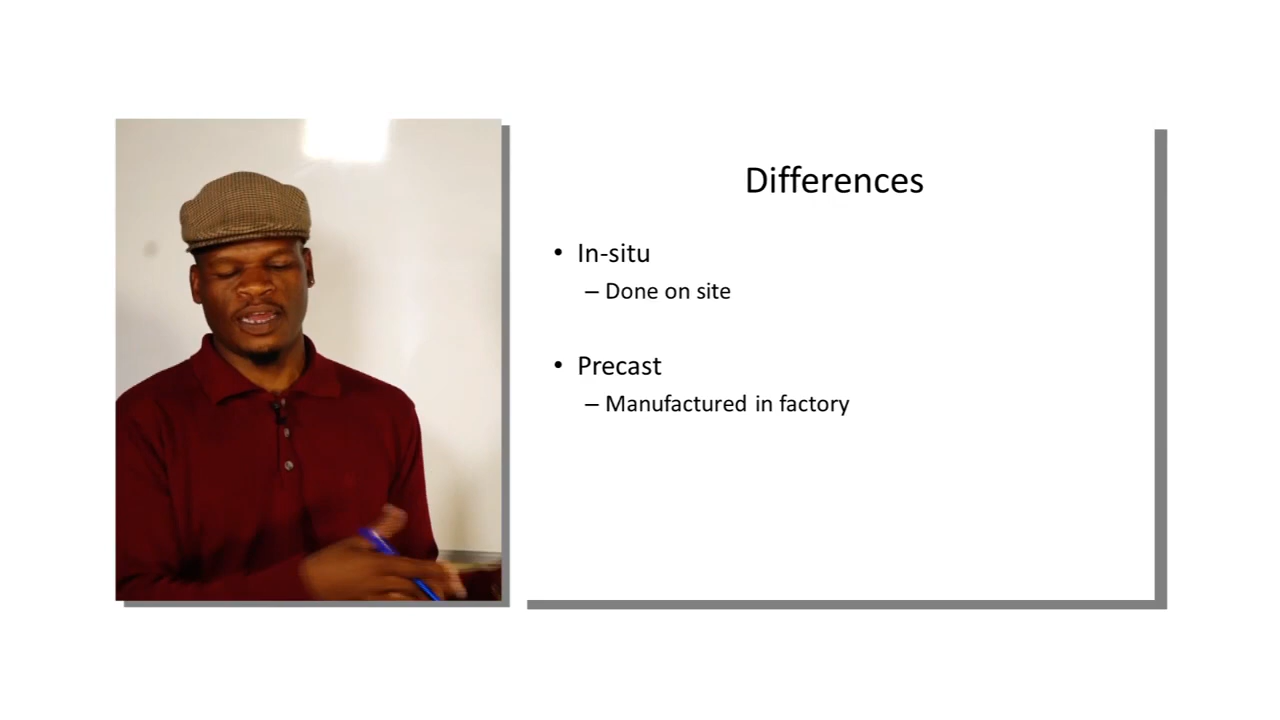 Differences
• In-situ
– Done on site
• Precast
– Manufactured in factory